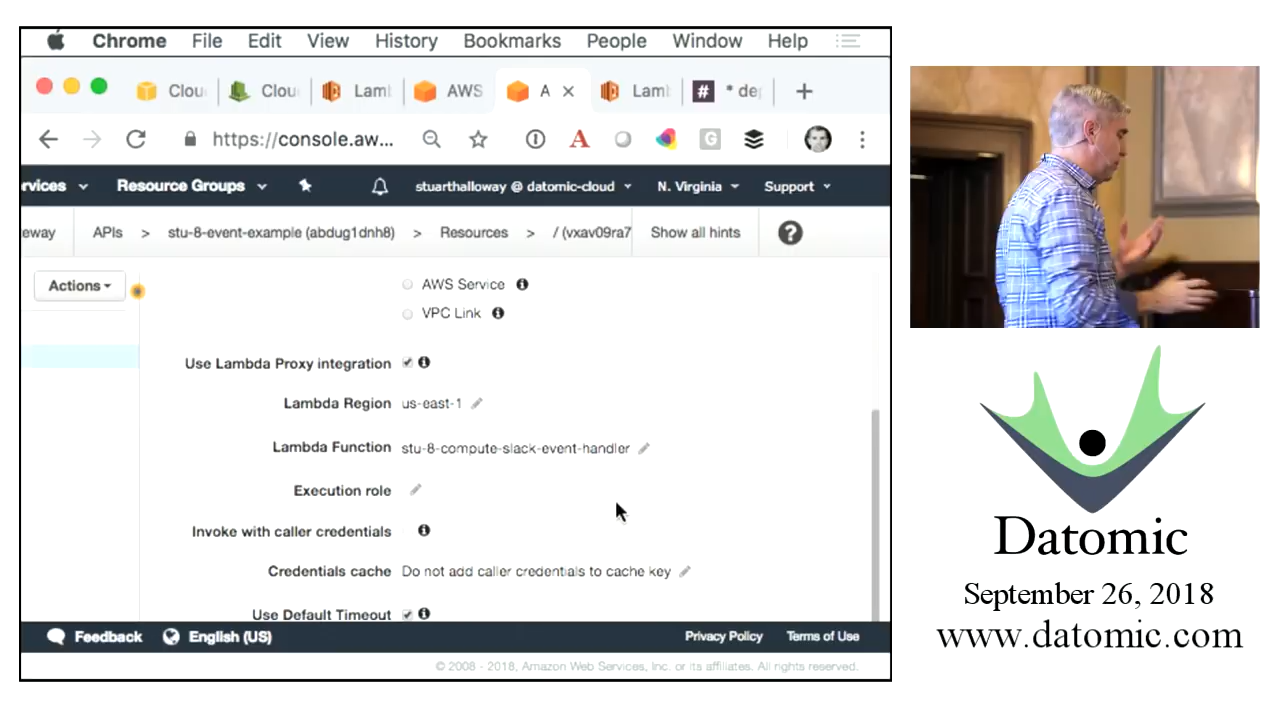 Chrome File Edit View History Bookmarks People Window Help
Clou Clou Lam AWS A × Lam # * dep +
https://console.aw...
rvices Resource Groups stuarthalloway @ datomic-cloud N. Virginia Support
eway APIs > stu-8-event-example (abdug1dnh8) > Resources > / (vxav09ra7 Show all hints ?
Actions
AWS Service
VPC Link
Use Lambda Proxy integration
Lambda Region us-east-1
Lambda Function stu-8-compute-slack-event-handler
Execution role
Invoke with caller credentials
Credentials cache Do not add caller credentials to cache key
Use Default Timeout
Feedback English (US) Privacy Policy Terms of Use
© 2008 - 2018, Amazon Web Services, Inc. or its affiliates. All rights reserved.
Datomic
September 26, 2018
www.datomic.com